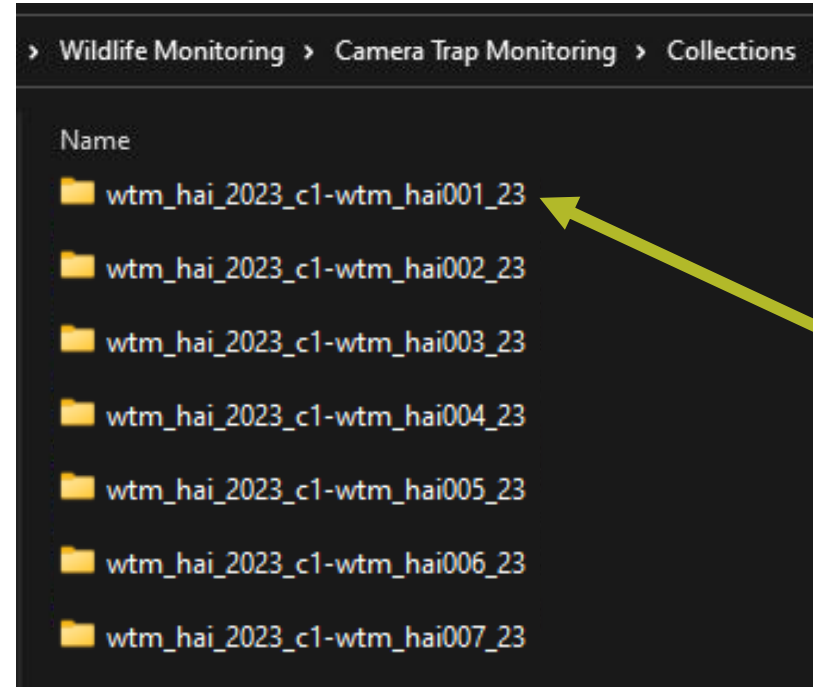 › Wildlife Monitoring › Camera Trap Monitoring › Collections
Name
wtm_hai_2023_c1-wtm_hai001_23
wtm_hai_2023_c1-wtm_hai002_23
wtm_hai_2023_c1-wtm_hai003_23
wtm_hai_2023_c1-wtm_hai004_23
wtm_hai_2023_c1-wtm_hai005_23
wtm_hai_2023_c1-wtm_hai006_23
wtm_hai_2023_c1-wtm_hai007_23